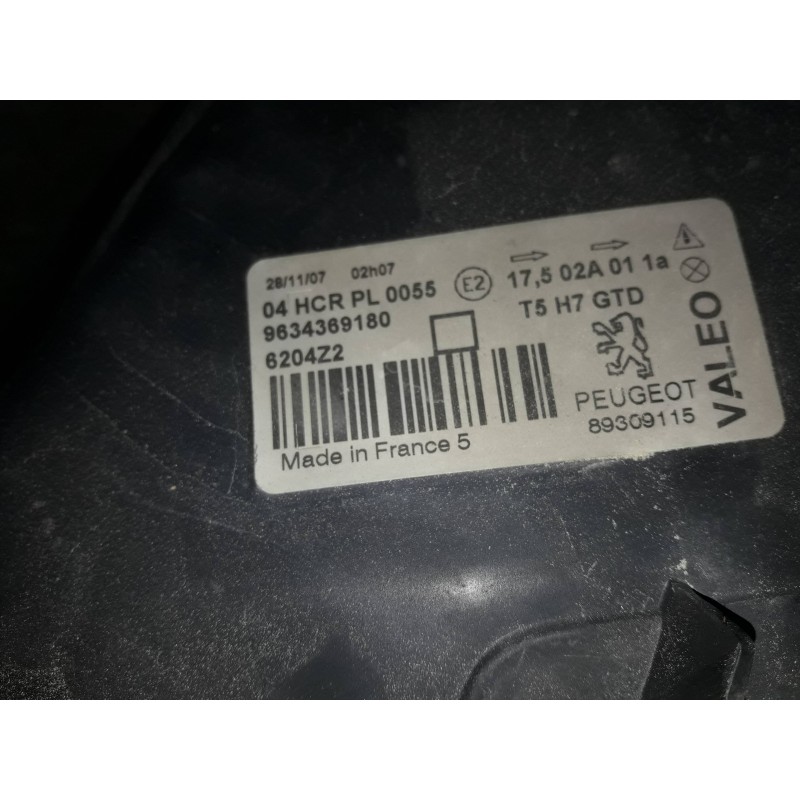 28/11/07 02h07
04 HCR PL 0055 E2 17,5 02A 01 1a
9634369180 T5 H7 GTD
6204Z2
PEUGEOT
89309115
VALEO
Made in France 5